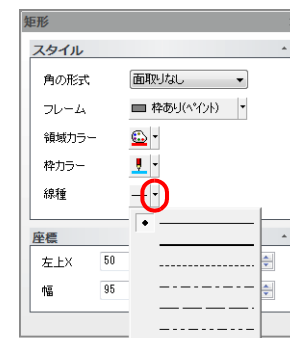 矩形
スタイル
角の形式 面取りなし
フレーム 枠あり(ペイント)
領域カラー
枠カラー
線種
座標
左上X 50
幅 95